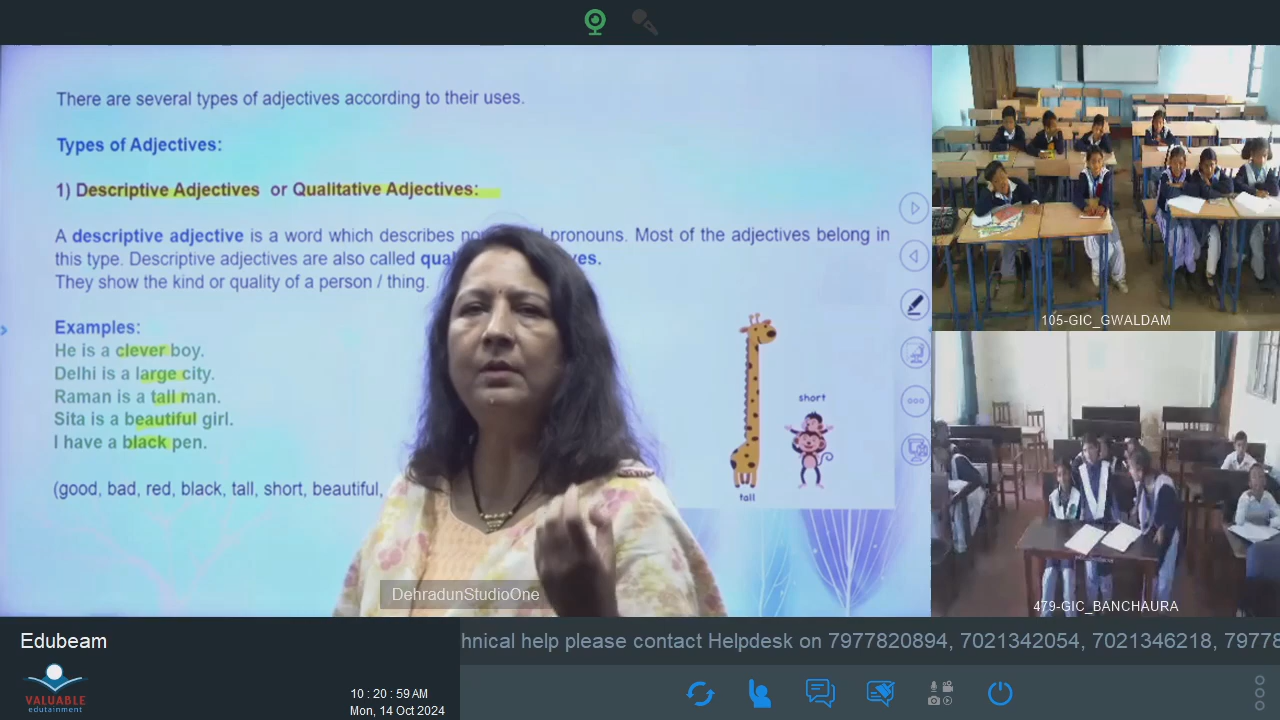 There are several types of adjectives according to their uses.
Types of Adjectives:
1) Descriptive Adjectives or Qualitative Adjectives:
A descriptive adjective is a word which describes pronouns. Most of the adjectives belong in
this type. Descriptive adjectives are also called
They show the kind or quality of a person / thing.
Examples:
He is a clever boy.
Delhi is a large city.
Raman is a tall man.
Sita is a beautiful girl.
I have a black pen.
(good, bad, red, black, tall, short, beautiful,
short
tall
DehradunStudioOne
105-GIC_GWALDAM
479-GIC_BANCHAURA
Edubeam
VALUABLE
edutainment
10 : 20 : 59 AM
Mon, 14 Oct 2024
hnical help please contact Helpdesk on 7977820894, 7021342054, 7021346218, 79778